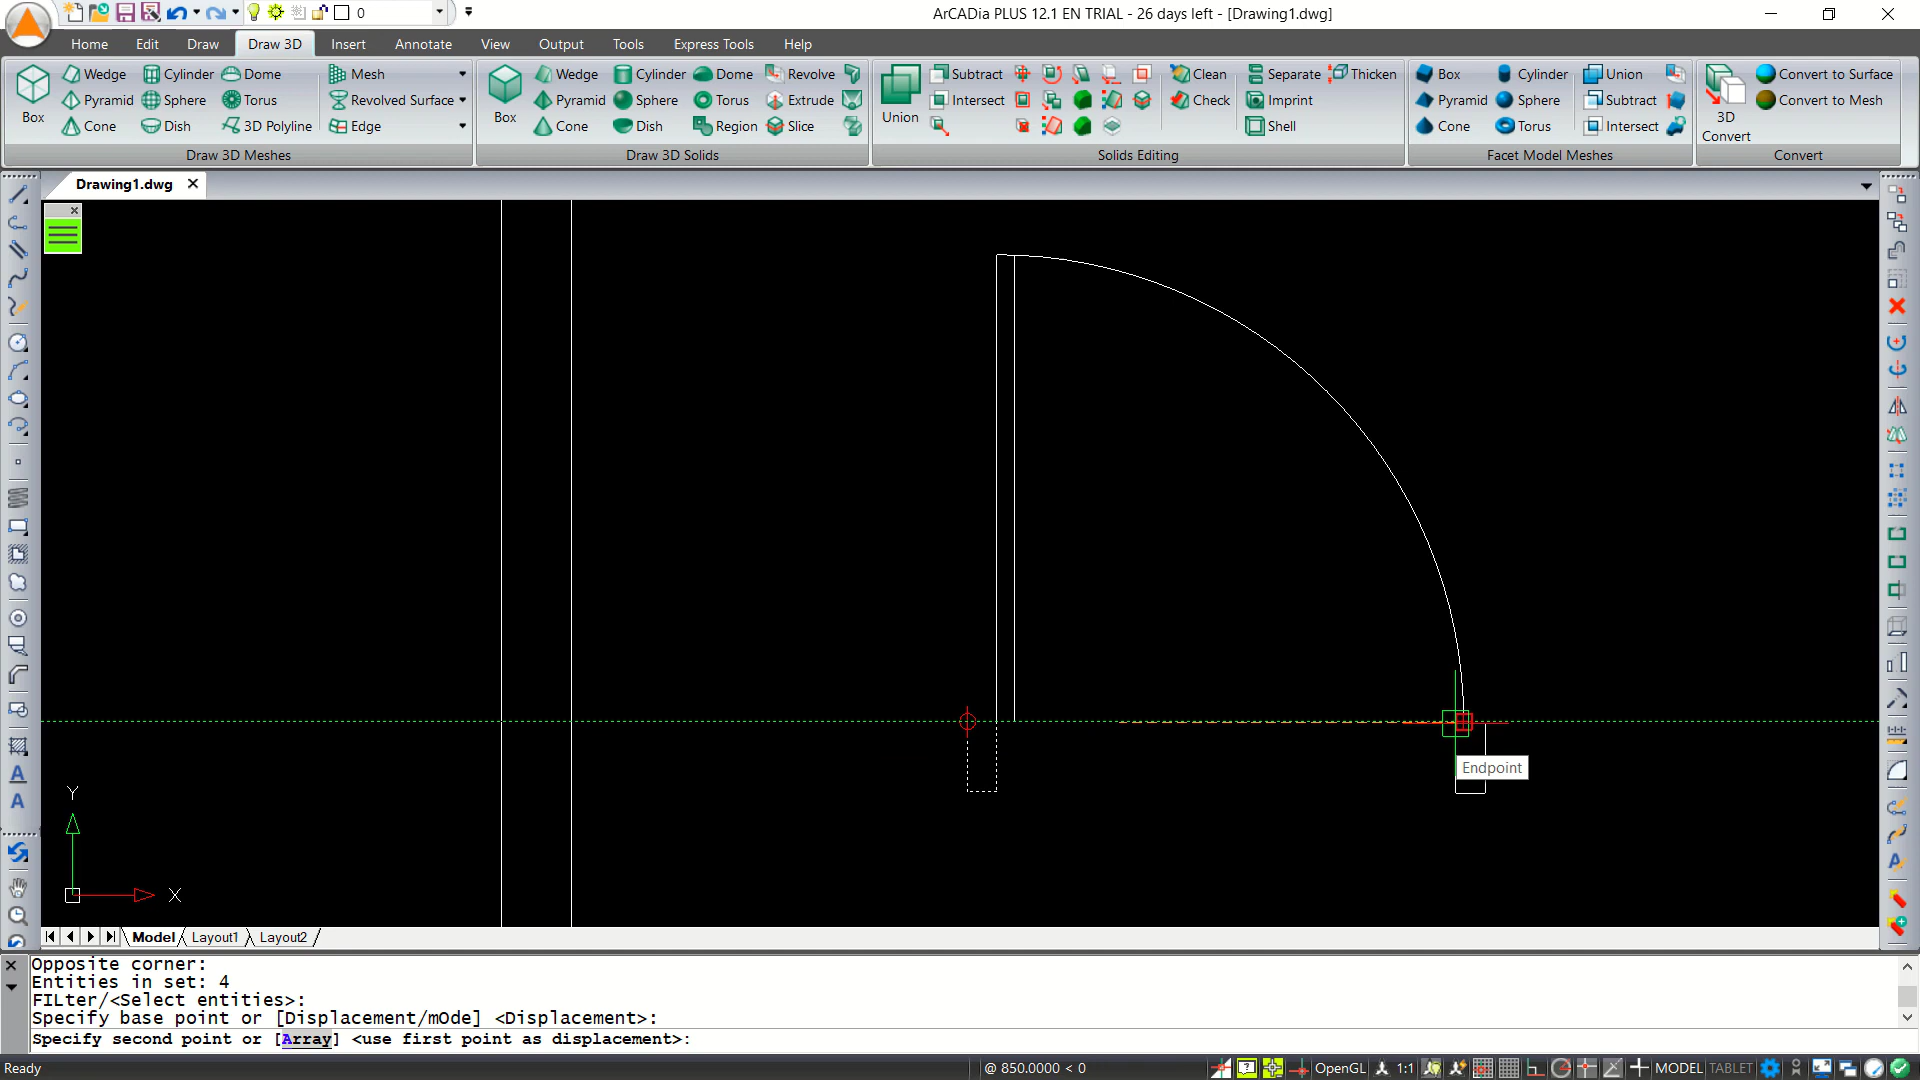 0
ArCADia PLUS 12.1 EN TRIAL - 26 days left - [Drawing1.dwg]
Home Edit Draw Draw 3D Insert Annotate View Output Tools Express Tools Help
Wedge Cylinder Dome Mesh Wedge Cylinder Dome Revolve Subtract Clean Separate Thicken Box Cylinder Union Convert to Surface
Pyramid Sphere Torus Revolved Surface Pyramid Sphere Torus Extrude Intersect Check Imprint Pyramid Sphere Subtract Convert to Mesh
Box Box Union 3D
Cone Dish 3D Polyline Edge Cone Dish Region Slice Shell Cone Torus Intersect Convert
Draw 3D Meshes Draw 3D Solids Solids Editing Facet Model Meshes Convert
Drawing1.dwg
Endpoint
Y
X
Model Layout1 Layout2
Opposite corner:
Entities in set: 4
FILter/<Select entities>:
Specify base point or [Displacement/mOde] <Displacement>:
Specify second point or [Array] <use first point as displacement>:
Ready @ 850.0000 < 0 OpenGL 1:1 MODEL TABLET